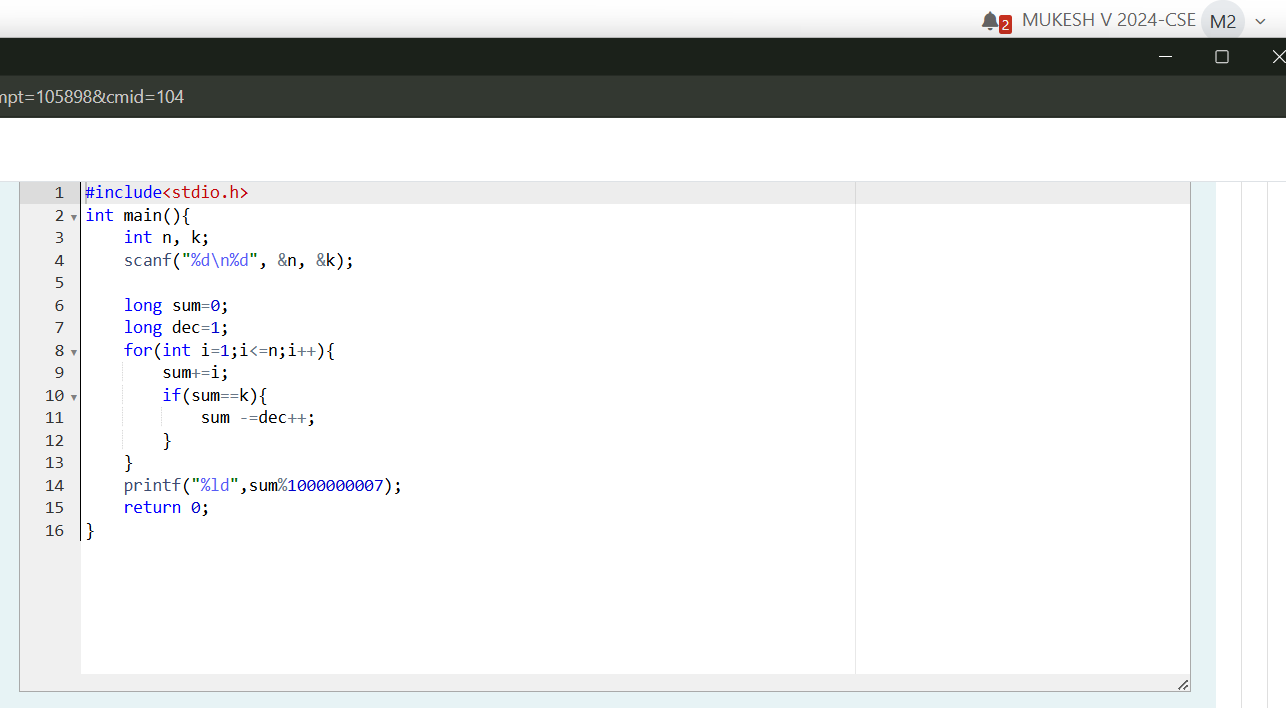 2 MUKESH V 2024-CSE M2
mpt=105898&cmid=104
1 #include<stdio.h>
2 int main(){
3     int n, k;
4     scanf("%d\n%d", &n, &k);
5
6     long sum=0;
7     long dec=1;
8     for(int i=1;i<=n;i++){
9         sum+=i;
10         if(sum==k){
11             sum -=dec++;
12         }
13     }
14     printf("%ld",sum%1000000007);
15     return 0;
16 }